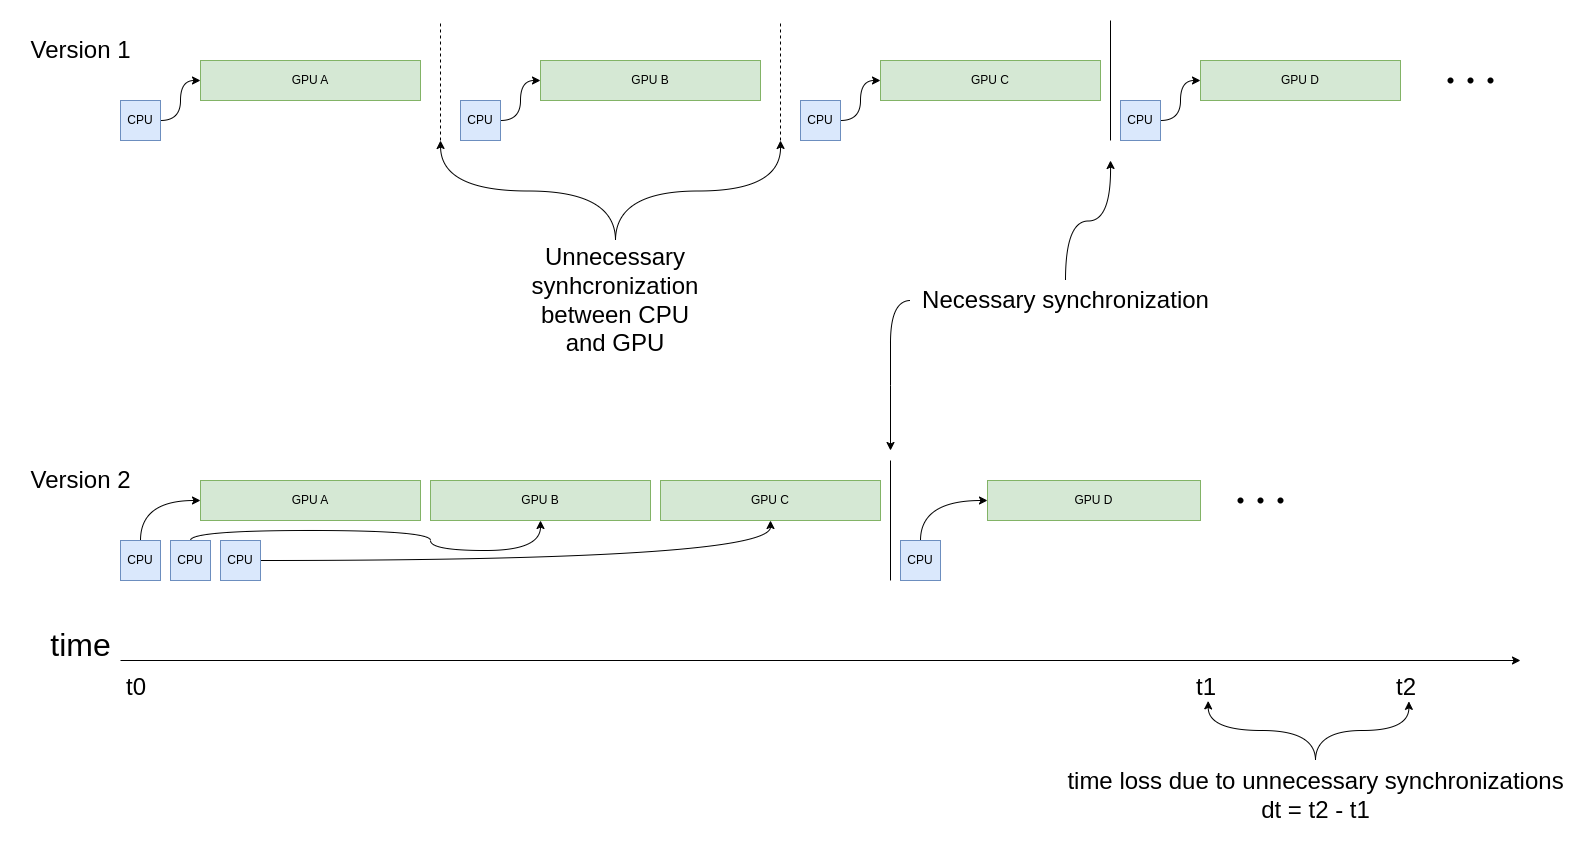 Version 1
GPU A
GPU B
GPU C
GPU D
CPU
CPU
CPU
CPU
Unnecessary
synhcronization
between CPU
and GPU
Necessary synchronization
Version 2
GPU A
GPU B
GPU C
GPU D
CPU
CPU
CPU
CPU
time
t0
t1
t2
time loss due to unnecessary synchronizations
dt = t2 - t1